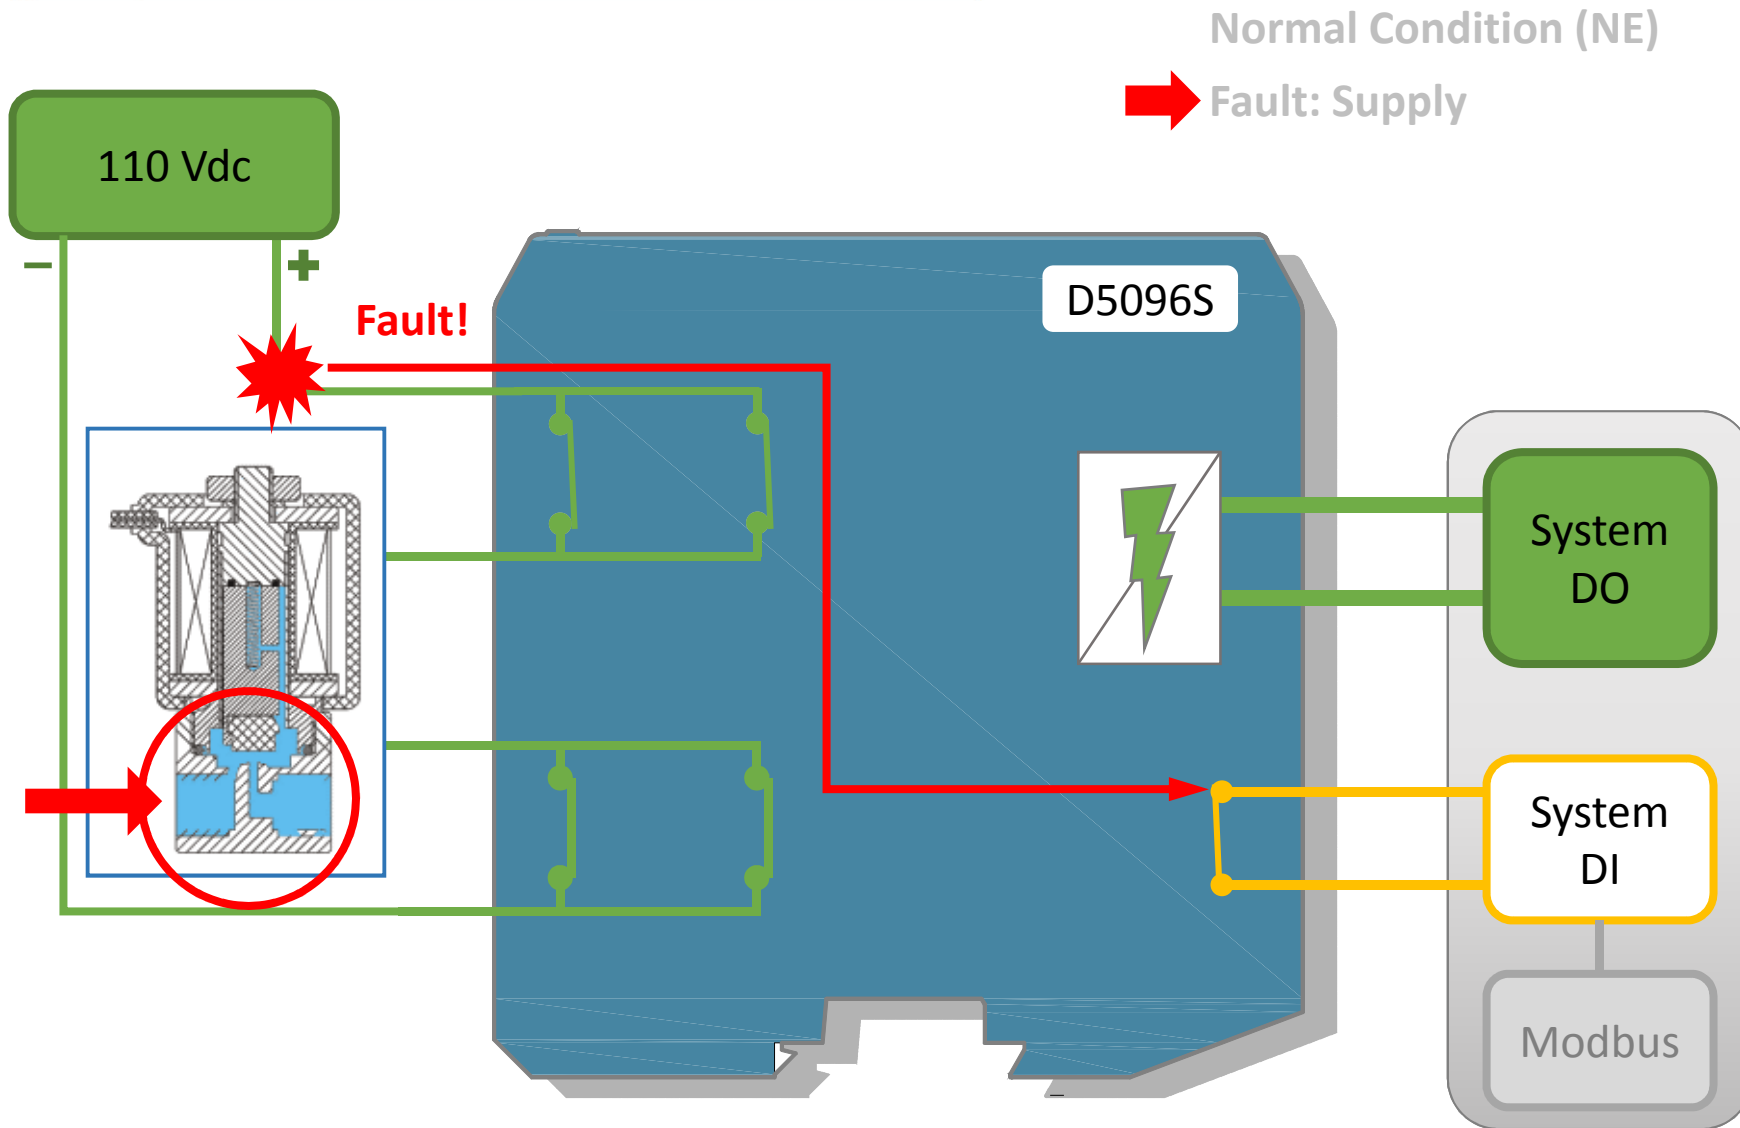 Normal Condition (NE)
Fault: Supply
110 Vdc
− +
Fault!
D5096S
System
DO
System
DI
Modbus